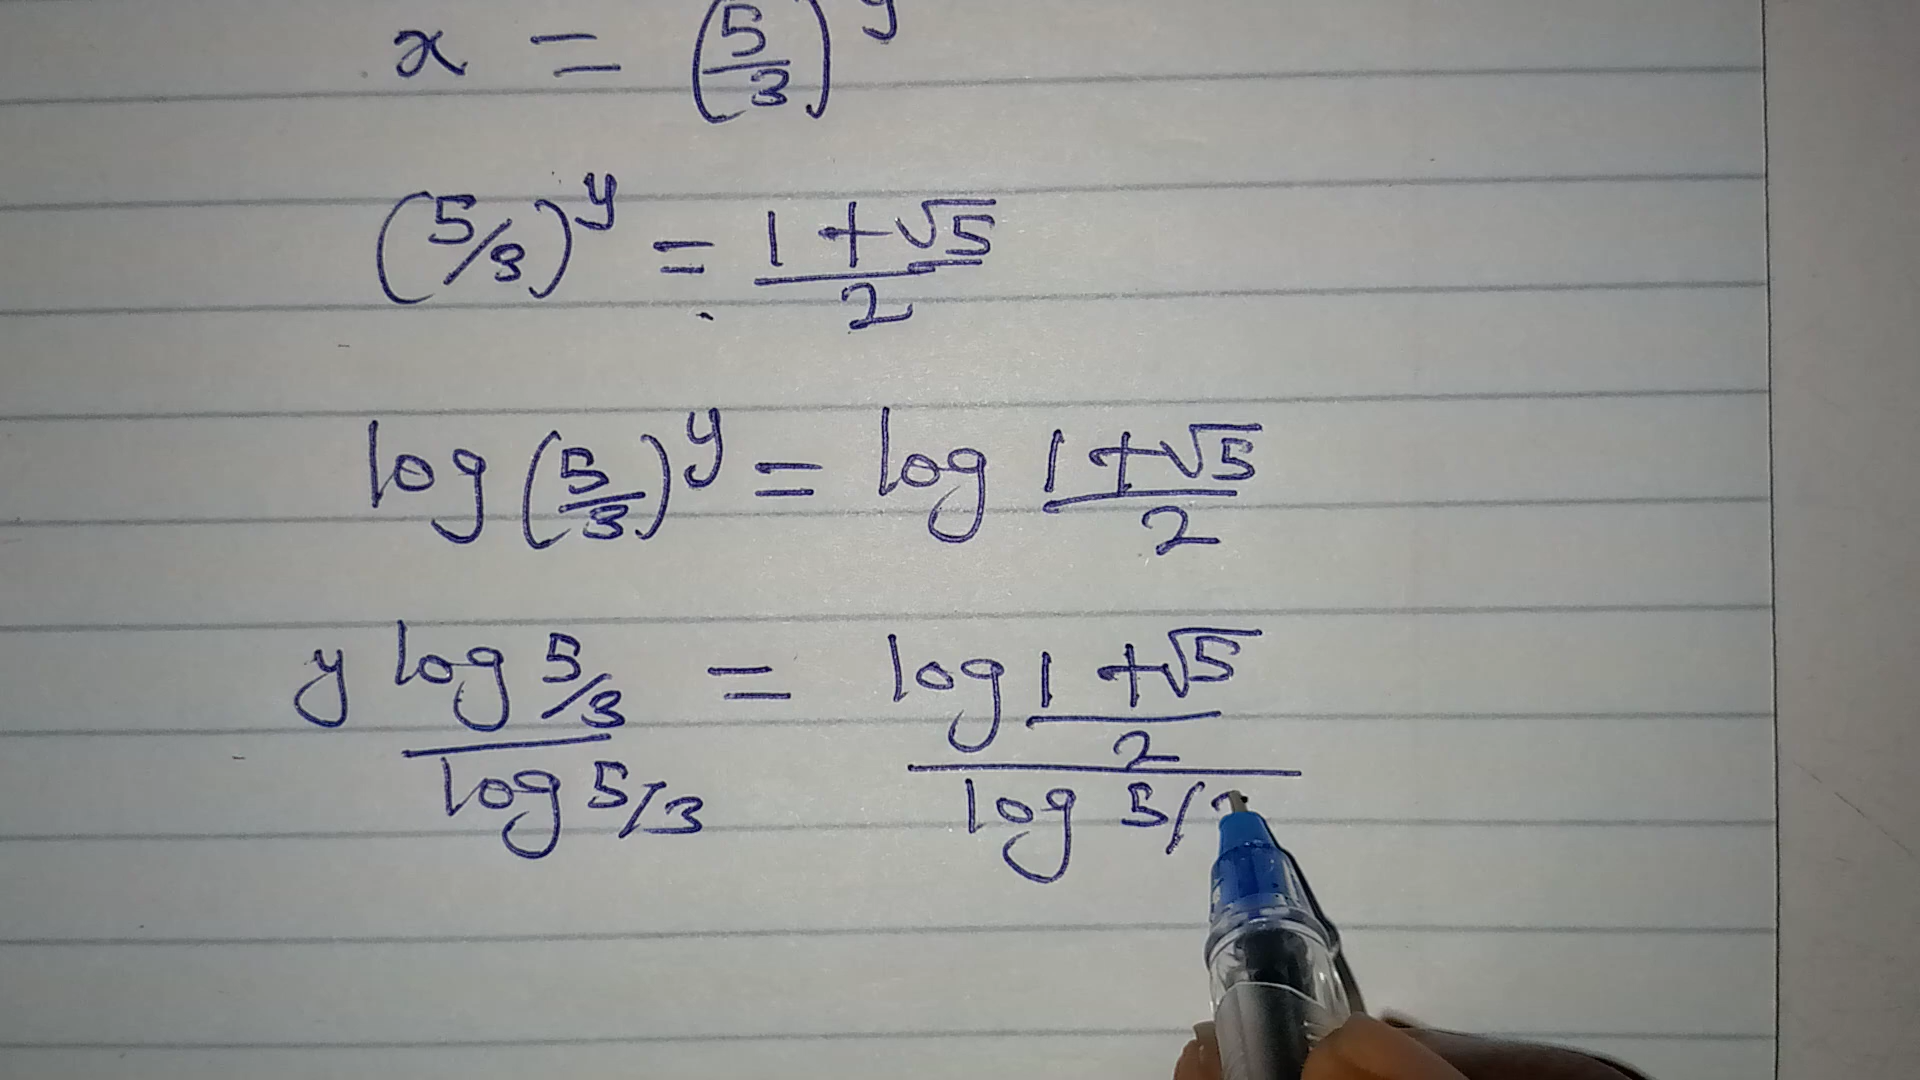 x = (5/3)^y
(5/3)^y = (1+√5)/2
log (5/3)^y = log (1+√5)/2
y log 5/3 / log 5/3 = log (1+√5)/2 / log 5/